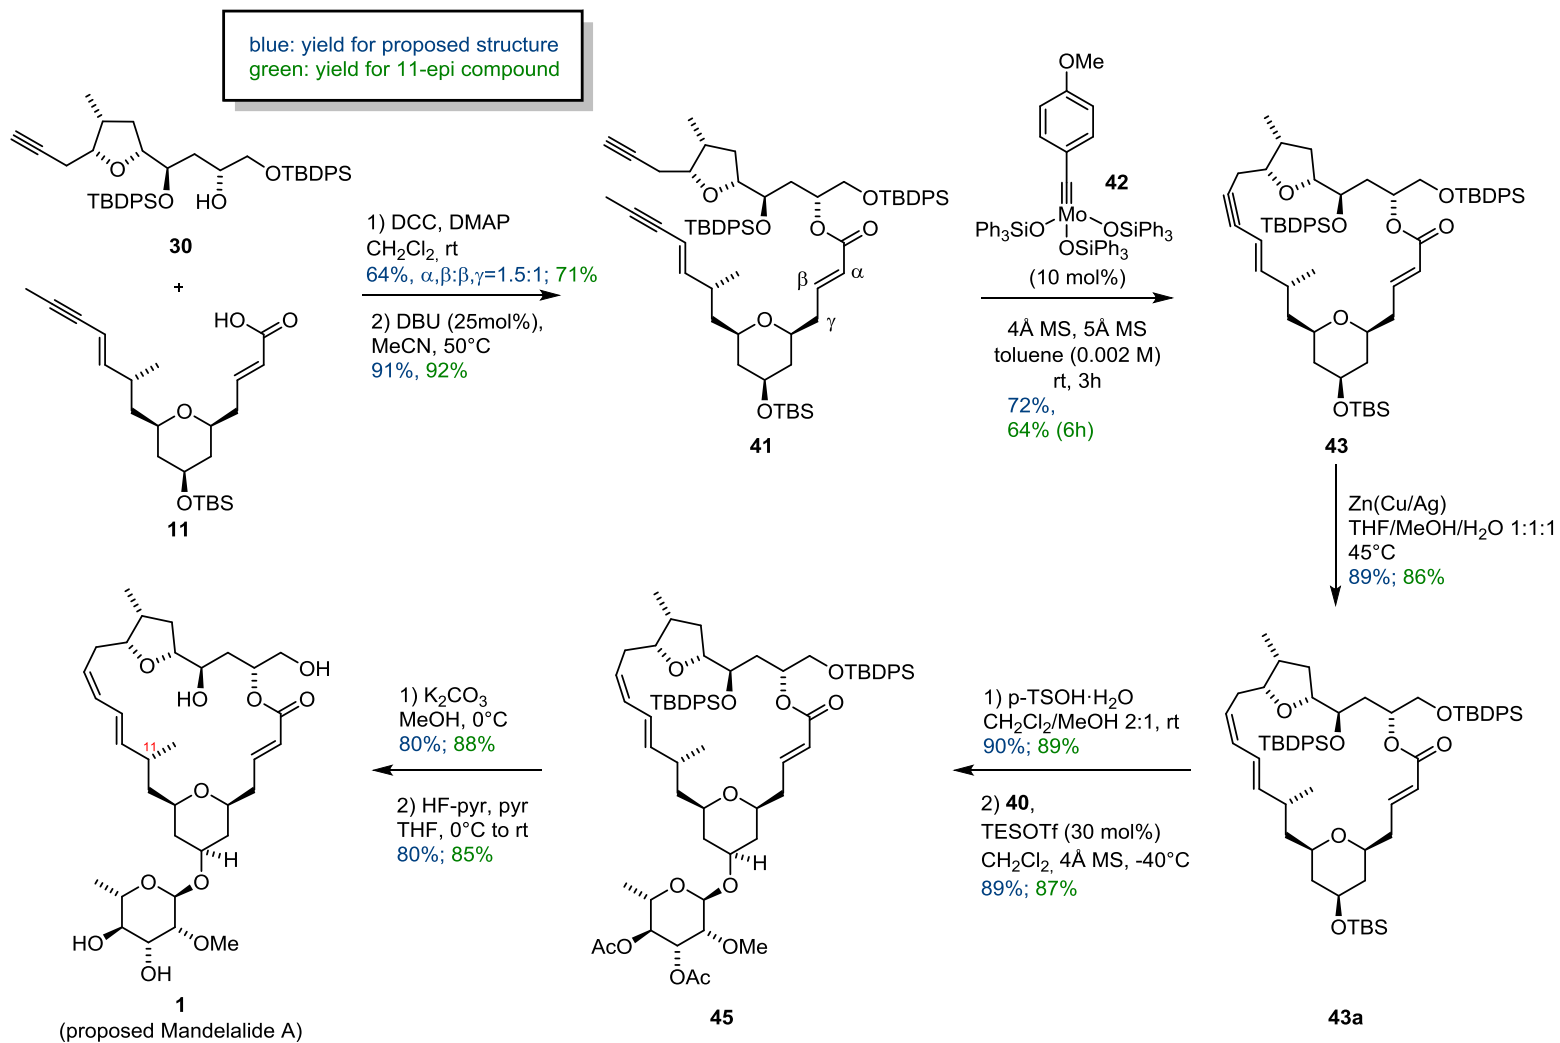 blue: yield for proposed structure
green: yield for 11-epi compound
O
TBDPSO
HO
OTBDPS
30
+
HO
O
O
OTBS
11
1) DCC, DMAP
CH2Cl2, rt
64%, α,β:β,γ=1.5:1; 71%
2) DBU (25mol%),
MeCN, 50°C
91%, 92%
O
TBDPSO
OTBDPS
O
O
β
α
γ
O
OTBS
41
OMe
42
Mo
Ph3SiO
OSiPh3
OSiPh3
(10 mol%)
4Å MS, 5Å MS
toluene (0.002 M)
rt, 3h
72%,
64% (6h)
O
TBDPSO
OTBDPS
O
O
O
OTBS
43
Zn(Cu/Ag)
THF/MeOH/H2O 1:1:1
45°C
89%; 86%
O
TBDPSO
OTBDPS
O
O
O
OTBS
43a
1) p-TSOH·H2O
CH2Cl2/MeOH 2:1, rt
90%; 89%
2) 40,
TESOTf (30 mol%)
CH2Cl2, 4Å MS, -40°C
89%; 87%
O
TBDPSO
OTBDPS
O
O
O
H
O
O
AcO
OMe
OAc
45
1) K2CO3
MeOH, 0°C
80%; 88%
2) HF-pyr, pyr
THF, 0°C to rt
80%; 85%
O
HO
OH
O
O
11
O
H
O
O
HO
OMe
OH
1
(proposed Mandelalide A)